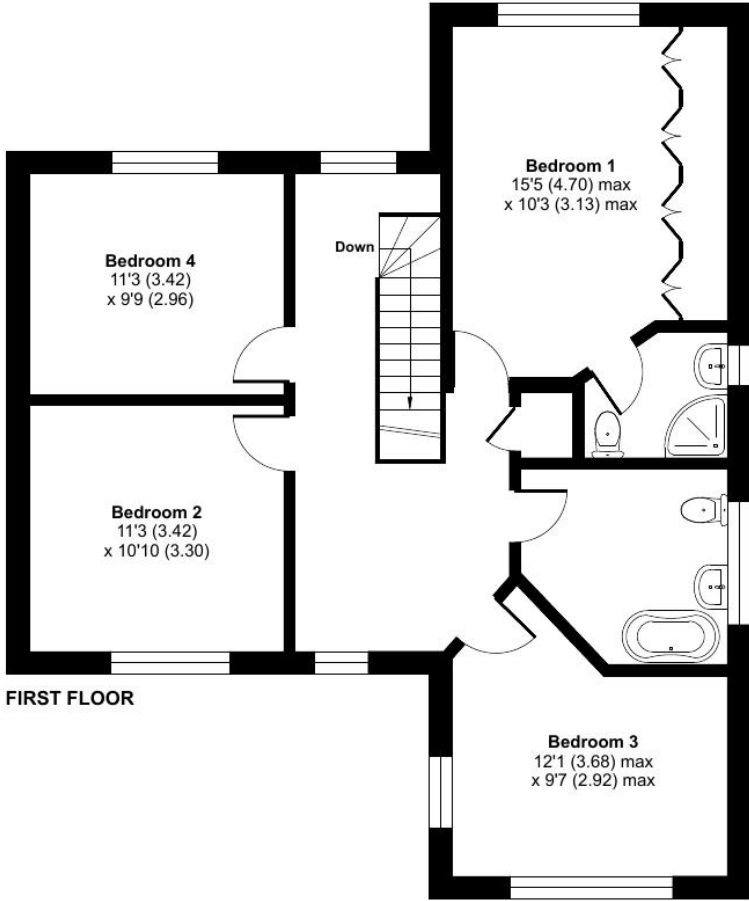 Bedroom 1
15'5 (4.70) max
x 10'3 (3.13) max
Down
Bedroom 4
11'3 (3.42)
x 9'9 (2.96)
Bedroom 2
11'3 (3.42)
x 10'10 (3.30)
FIRST FLOOR
Bedroom 3
12'1 (3.68) max
x 9'7 (2.92) max